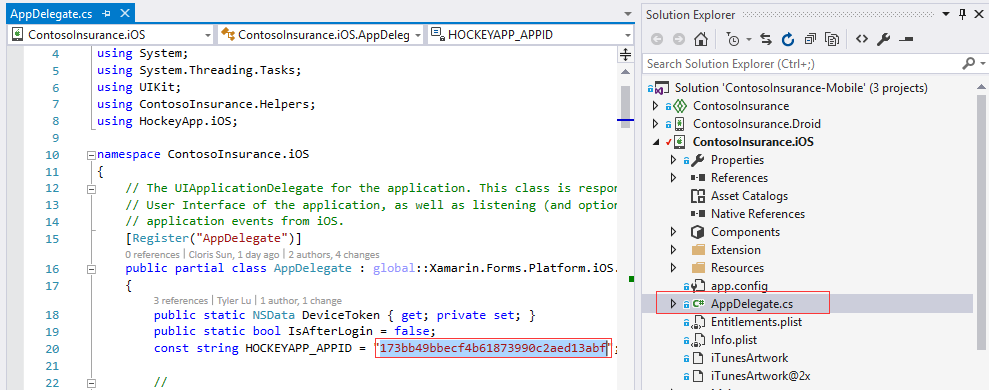 AppDelegate.cs
ContosoInsurance.iOS
ContosoInsurance.iOS.AppDeleg
HOCKEYAPP_APPID
4 using System;
5 using System.Threading.Tasks;
6 using UIKit;
7 using ContosoInsurance.Helpers;
8 using HockeyApp.iOS;
9
10 namespace ContosoInsurance.iOS
11 {
12 // The UIApplicationDelegate for the application. This class is respon
13 // User Interface of the application, as well as listening (and option
14 // application events from iOS.
15 [Register("AppDelegate")]
0 references | Cloris Sun, 1 day ago | 2 authors, 4 changes
16 public partial class AppDelegate : global::Xamarin.Forms.Platform.iOS.
17 {
3 references | Tyler Lu | 1 author, 1 change
18 public static NSData DeviceToken { get; private set; }
19 public static bool IsAfterLogin = false;
20 const string HOCKEYAPP_APPID = "173bb49bbecf4b61873990c2aed13abf";
21
22 //
Solution Explorer
Search Solution Explorer (Ctrl+;)
Solution 'ContosoInsurance-Mobile' (3 projects)
ContosoInsurance
ContosoInsurance.Droid
ContosoInsurance.iOS
Properties
References
Asset Catalogs
Native References
Components
Extension
Resources
app.config
C# AppDelegate.cs
Entitlements.plist
Info.plist
iTunesArtwork
iTunesArtwork@2x